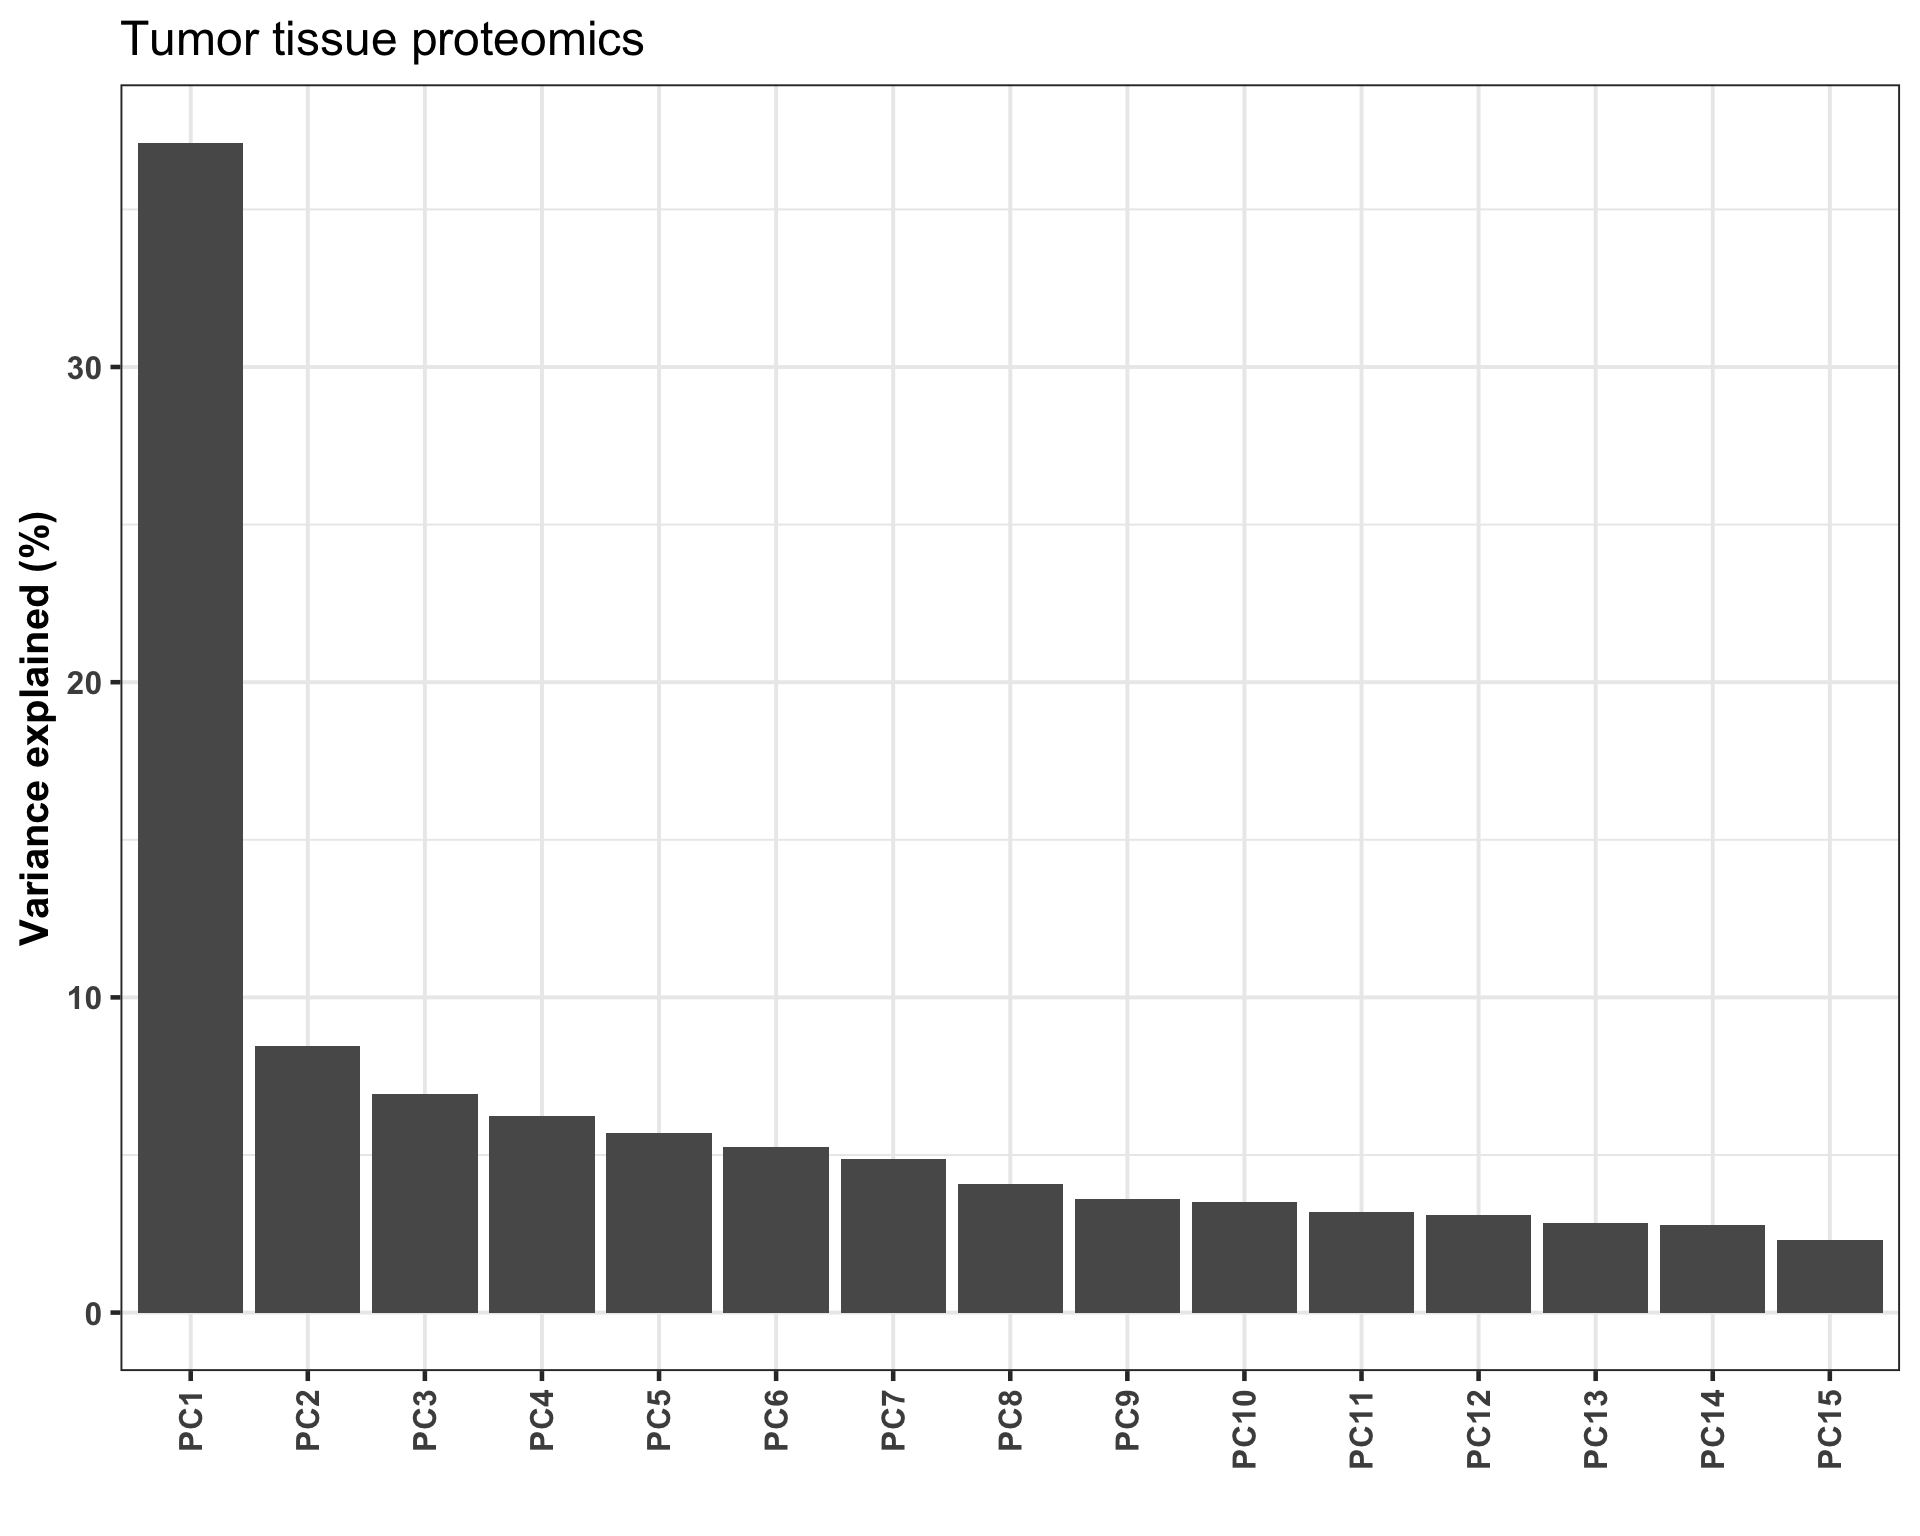 Tumor tissue proteomics
Variance explained (%)
30
20
10
0
PC1
PC2
PC3
PC4
PC5
PC6
PC7
PC8
PC9
PC10
PC11
PC12
PC13
PC14
PC15